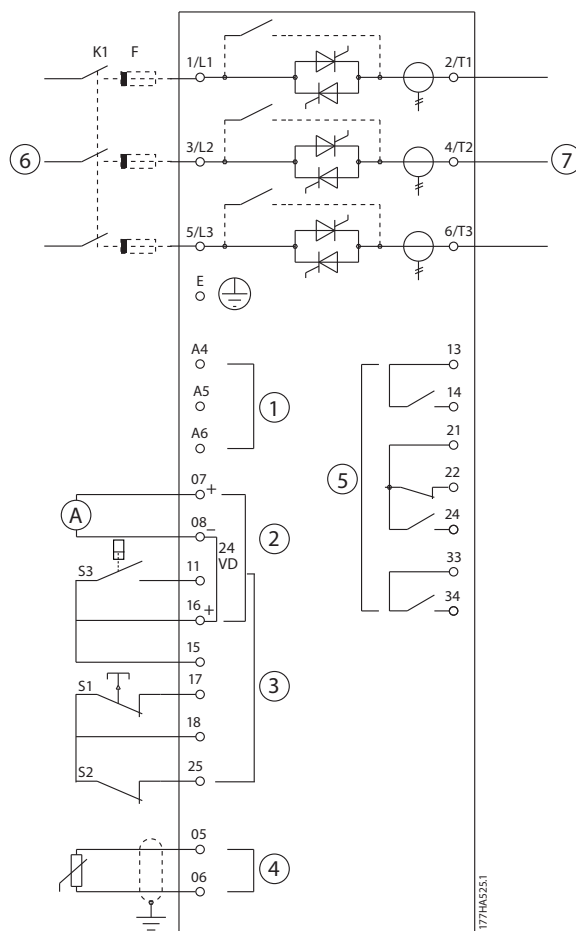 K1 F 1/L1 2/T1
6 3/L2 4/T2 7
5/L3 6/T3
E
A4 13
A5 1 14
A6 21
07 + 22
A 08 – 2 5 24
24
VD
S3 11 33
16 + 34
15
S1 17 3
18
S2 25
05
4
06
177HA525.1